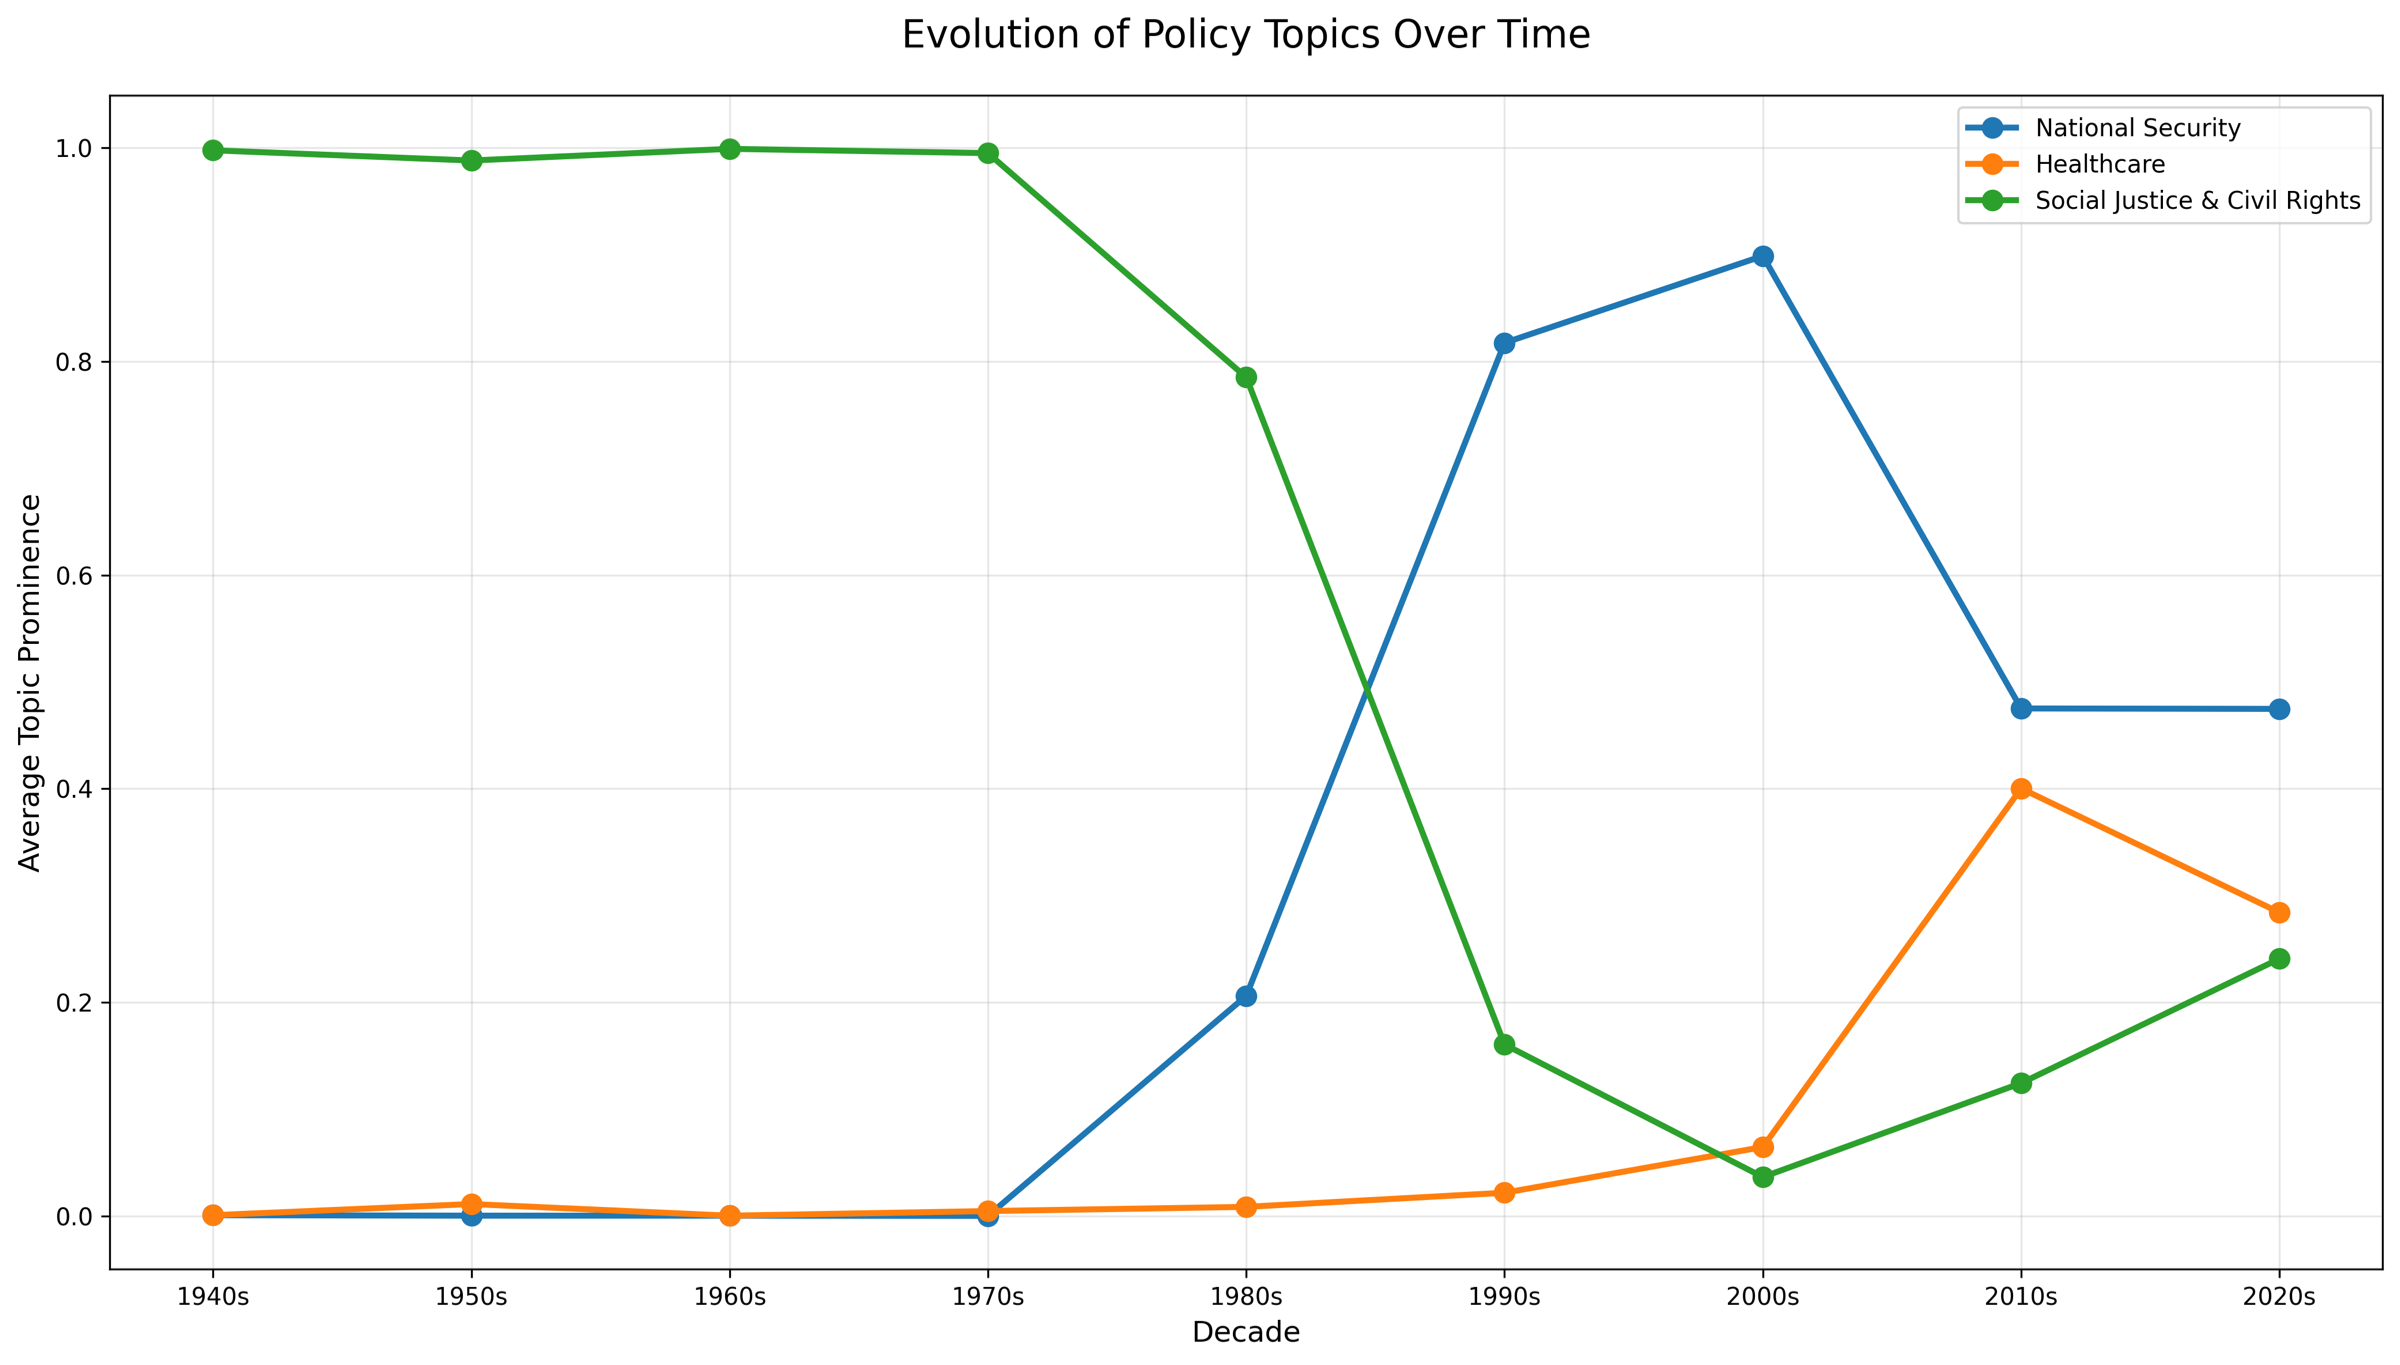 Evolution of Policy Topics Over Time
National Security
Healthcare
Social Justice & Civil Rights
Average Topic Prominence
1.0
0.8
0.6
0.4
0.2
0.0
1940s 1950s 1960s 1970s 1980s 1990s 2000s 2010s 2020s
Decade